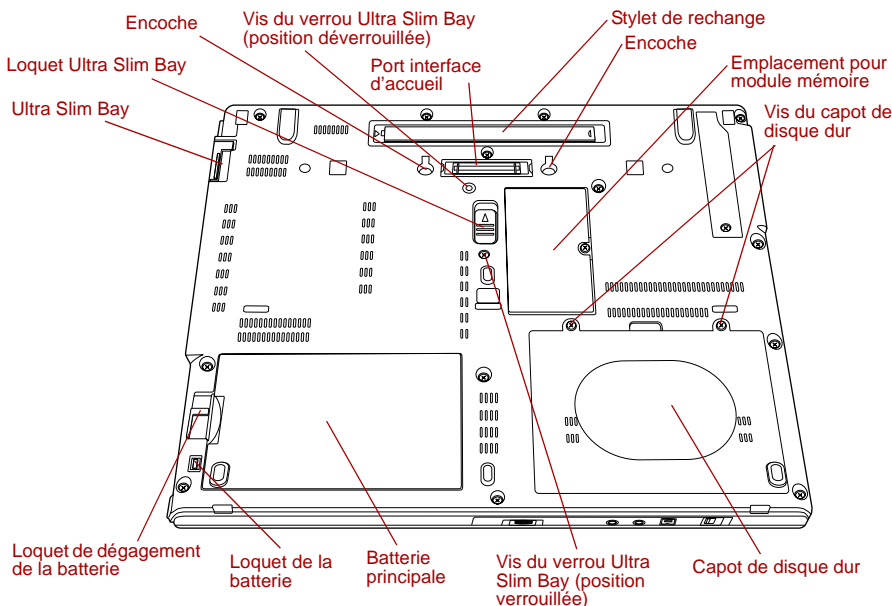 Encoche
Vis du verrou Ultra Slim Bay
(position déverrouillée)
Stylet de rechange
Encoche
Loquet Ultra Slim Bay
Port interface
d'accueil
Emplacement pour
module mémoire
Ultra Slim Bay
Vis du capot de
disque dur
Loquet de dégagement
de la batterie
Loquet de la
batterie
Batterie
principale
Vis du verrou Ultra
Slim Bay (position
verrouillée)
Capot de disque dur